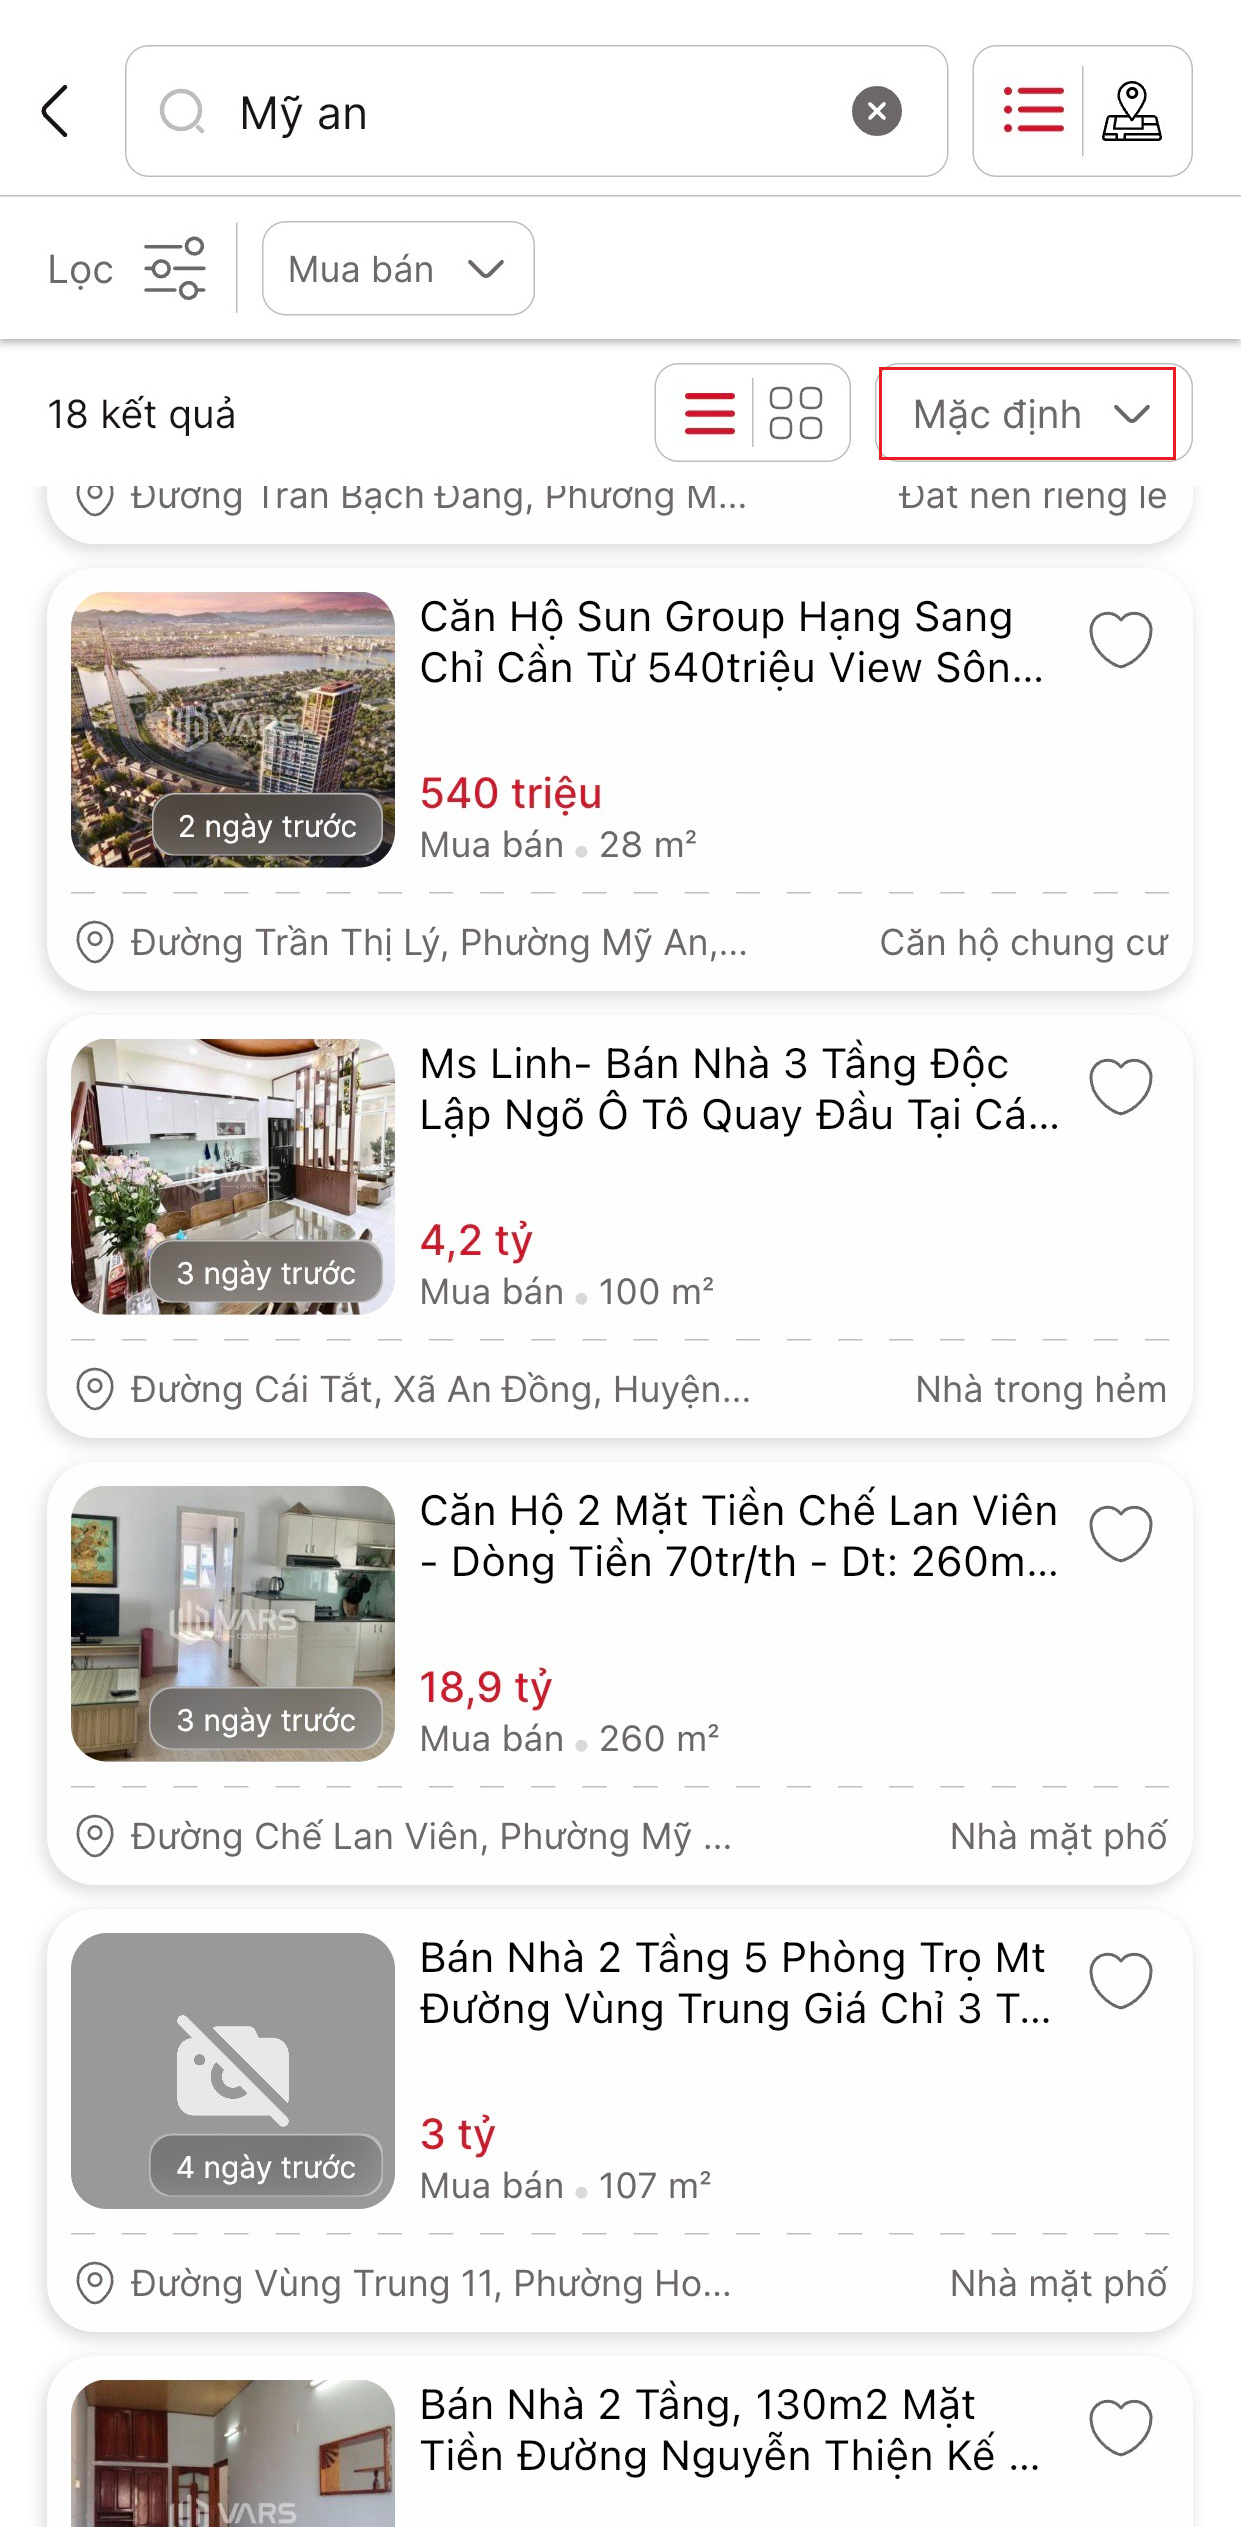 Mỹ an
Lọc
Mua bán
18 kết quả
Mặc định
Đường Trần Bạch Đằng, Phường M...
Đất nền riêng lẻ
Căn Hộ Sun Group Hạng Sang
Chỉ Cần Từ 540triệu View Sôn...
VARS
2 ngày trước
540 triệu
Mua bán 28 m²
Đường Trần Thị Lý, Phường Mỹ An,...
Căn hộ chung cư
Ms Linh- Bán Nhà 3 Tầng Độc
Lập Ngõ Ô Tô Quay Đầu Tại Cá...
VARS
connect
3 ngày trước
4,2 tỷ
Mua bán 100 m²
Đường Cái Tắt, Xã An Đồng, Huyện...
Nhà trong hẻm
Căn Hộ 2 Mặt Tiền Chế Lan Viên
- Dòng Tiền 70tr/th - Dt: 260m...
VARS
connect
3 ngày trước
18,9 tỷ
Mua bán 260 m²
Đường Chế Lan Viên, Phường Mỹ ...
Nhà mặt phố
Bán Nhà 2 Tầng 5 Phòng Trọ Mt
Đường Vùng Trung Giá Chỉ 3 T...
4 ngày trước
3 tỷ
Mua bán 107 m²
Đường Vùng Trung 11, Phường Ho...
Nhà mặt phố
Bán Nhà 2 Tầng, 130m2 Mặt
Tiền Đường Nguyễn Thiện Kế ...
VARS